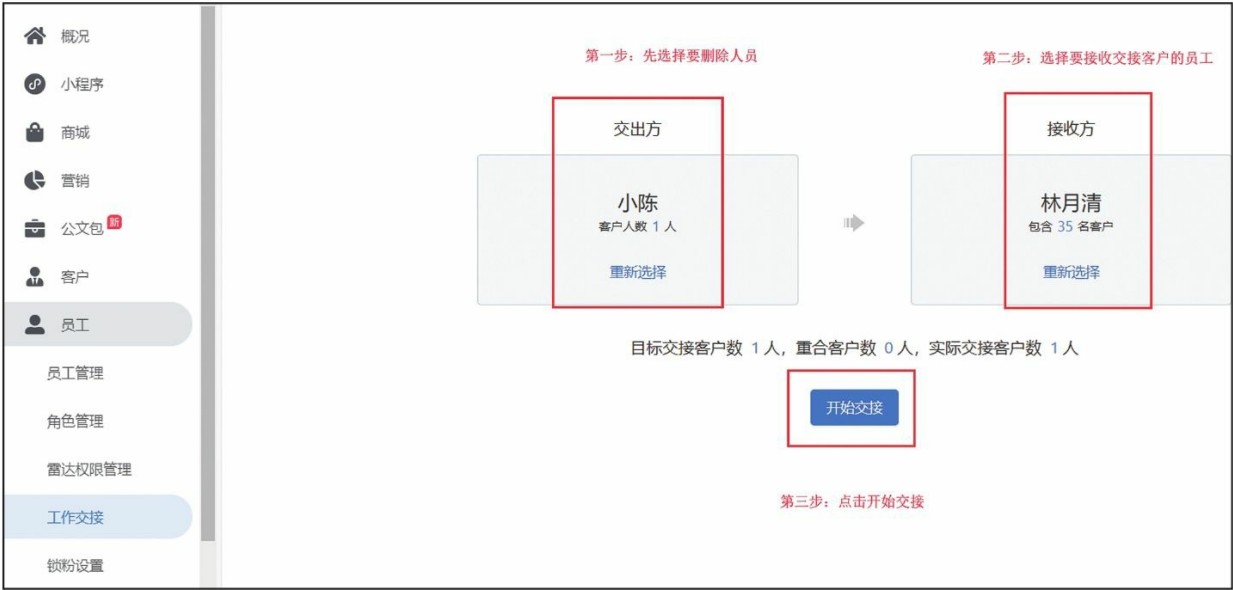 概况
小程序
商城
营销
公文包 新
客户
员工
员工管理
角色管理
雷达权限管理
工作交接
锁粉设置
第一步：先选择要删除人员
第二步：选择要接收交接客户的员工
交出方
小陈
客户人数 1 人
重新选择
接收方
林月清
包含 35 名客户
重新选择
目标交接客户数 1 人，重合客户数 0 人，实际交接客户数 1 人
开始交接
第三步：点击开始交接